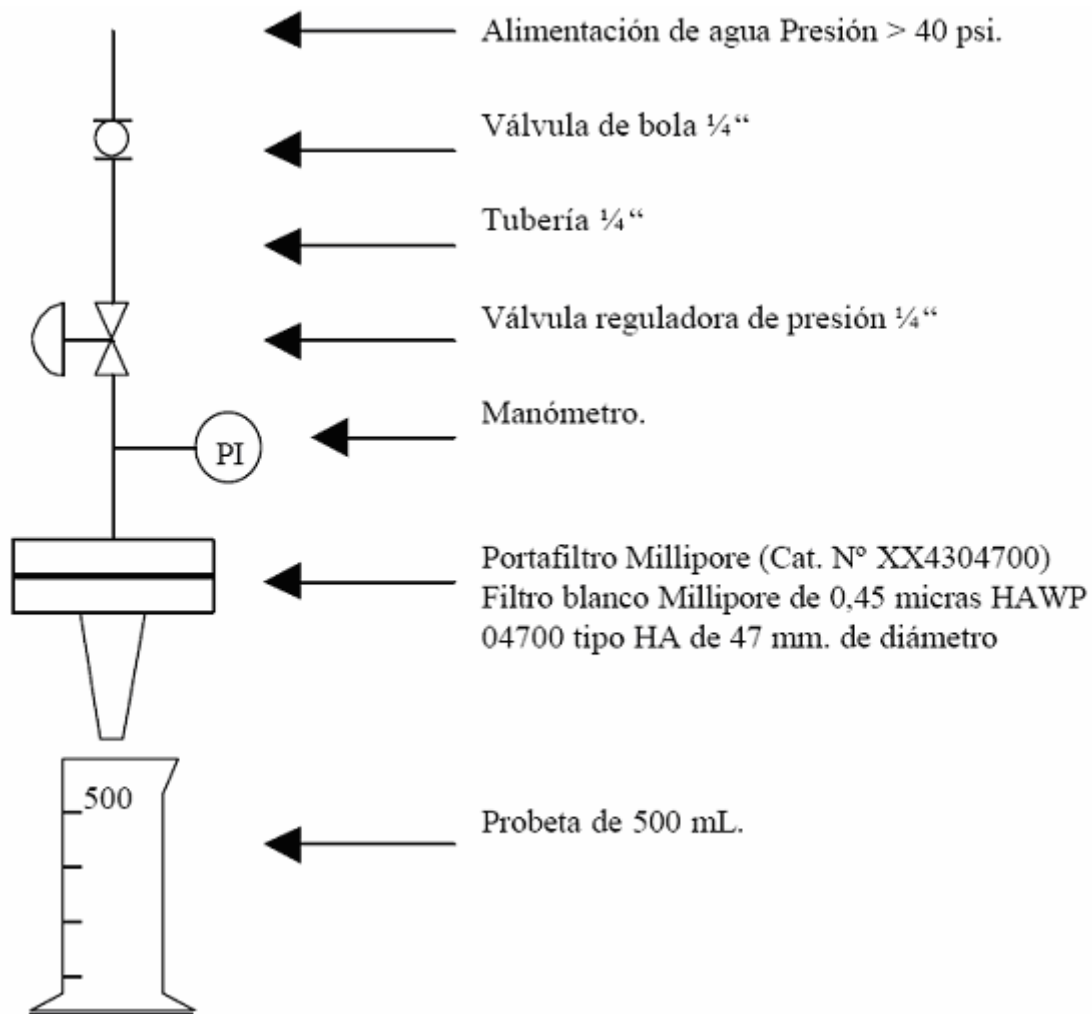 Alimentación de agua Presión > 40 psi.
Válvula de bola ¼“
Tubería ¼“
Válvula reguladora de presión ¼“
Manómetro.
PI
Portafiltro Millipore (Cat. Nº XX4304700)
Filtro blanco Millipore de 0,45 micras HAWP
04700 tipo HA de 47 mm. de diámetro
500
Probeta de 500 mL.